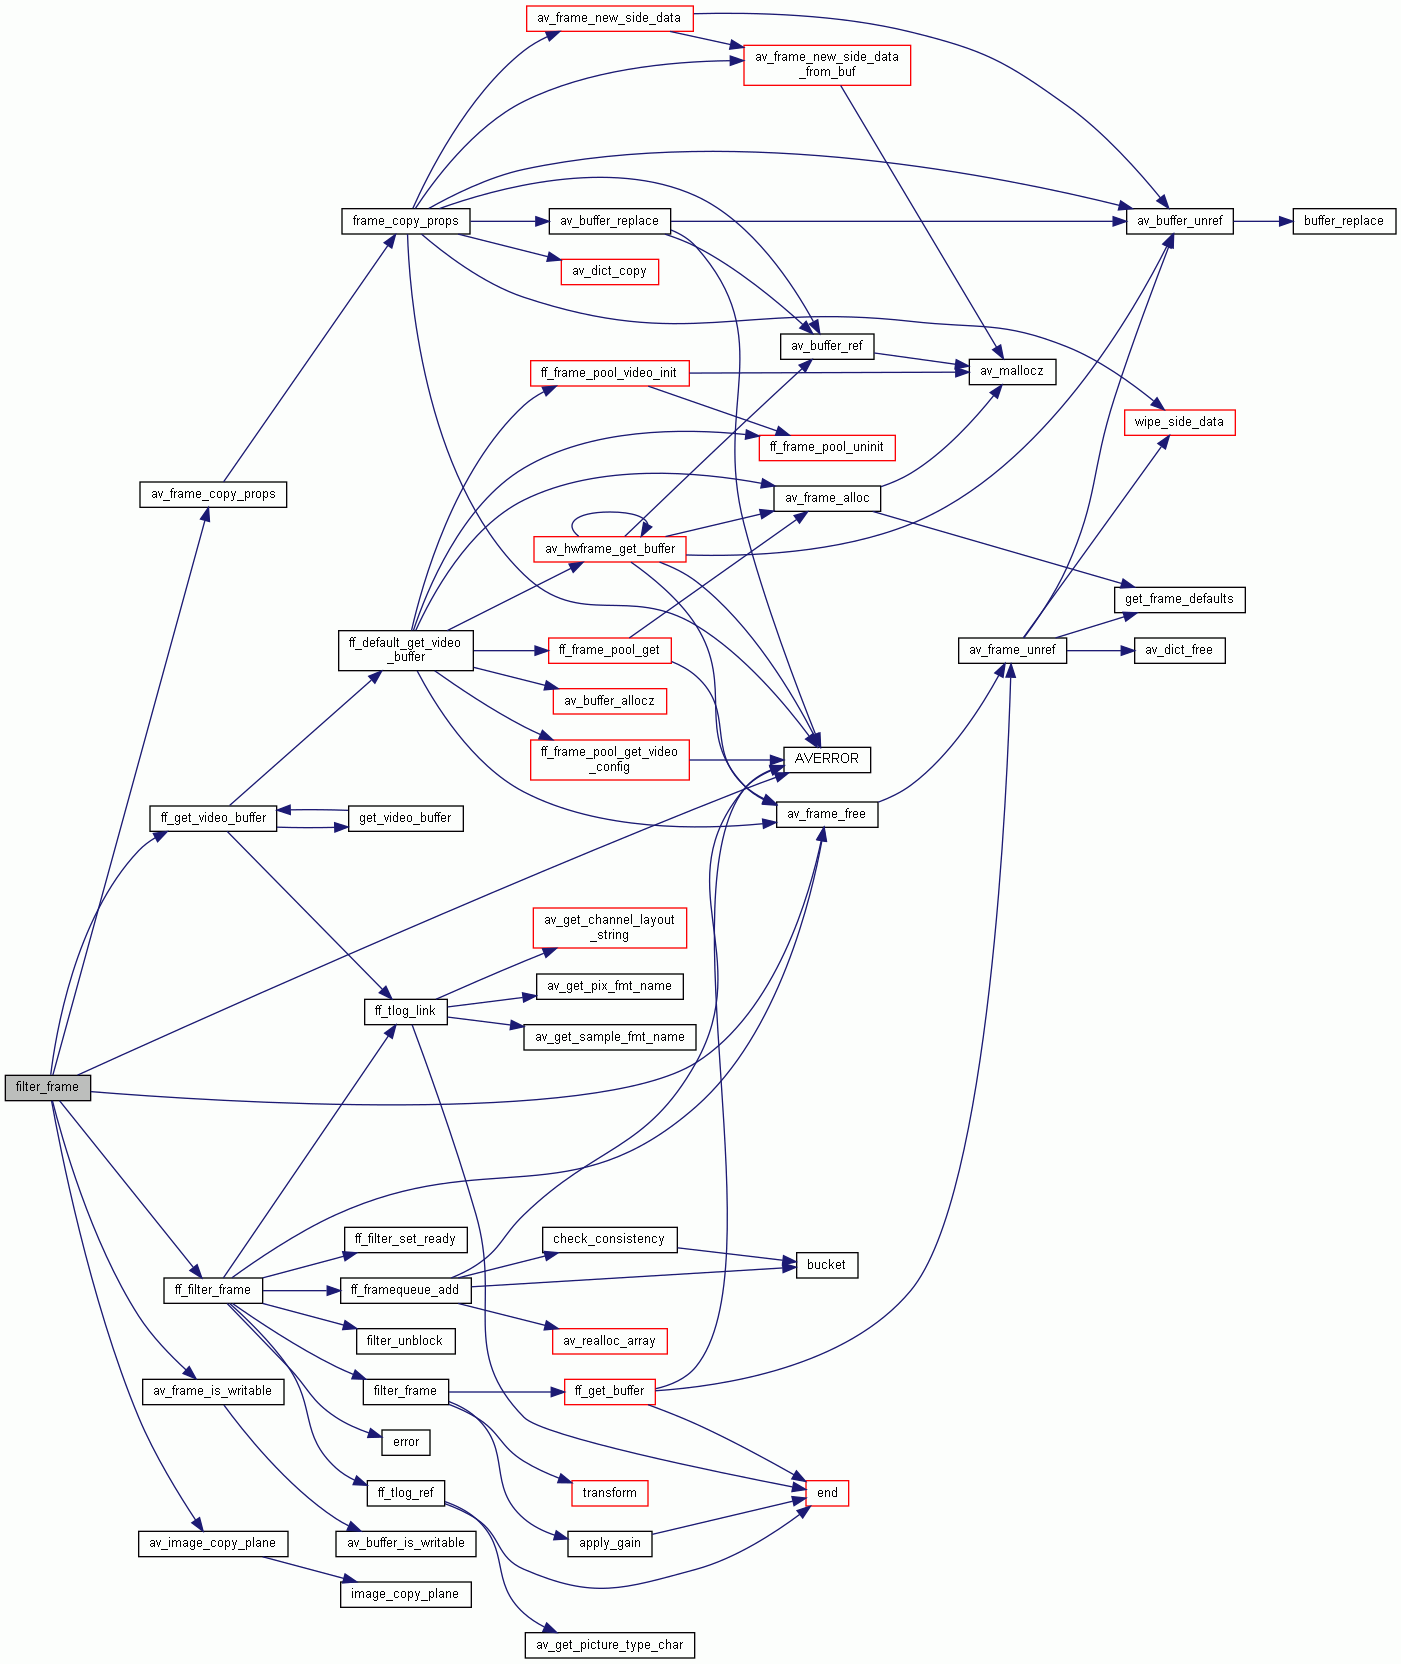 av_frame_new_side_data
av_frame_new_side_data
_from_buf
frame_copy_props
av_buffer_replace
av_buffer_unref
buffer_replace
av_dict_copy
av_buffer_ref
ff_frame_pool_video_init
av_mallocz
wipe_side_data
ff_frame_pool_uninit
av_frame_copy_props
av_frame_alloc
av_hwframe_get_buffer
get_frame_defaults
ff_default_get_video
_buffer
ff_frame_pool_get
av_frame_unref
av_dict_free
av_buffer_allocz
ff_frame_pool_get_video
_config
AVERROR
ff_get_video_buffer
get_video_buffer
av_frame_free
av_get_channel_layout
_string
av_get_pix_fmt_name
ff_tlog_link
av_get_sample_fmt_name
filter_frame
ff_filter_set_ready
check_consistency
bucket
ff_filter_frame
ff_framequeue_add
filter_unblock
av_realloc_array
av_frame_is_writable
filter_frame
ff_get_buffer
error
ff_tlog_ref
transform
end
av_image_copy_plane
av_buffer_is_writable
apply_gain
image_copy_plane
av_get_picture_type_char